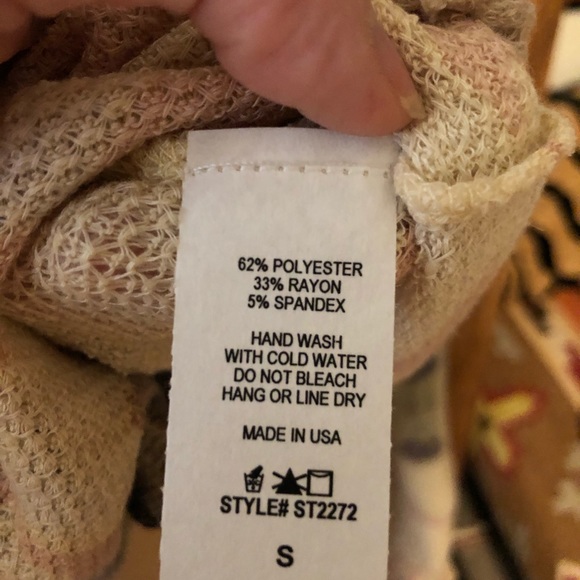 62% POLYESTER
33% RAYON
5% SPANDEX
HAND WASH
WITH COLD WATER
DO NOT BLEACH
HANG OR LINE DRY
MADE IN USA
STYLE# ST2272
S